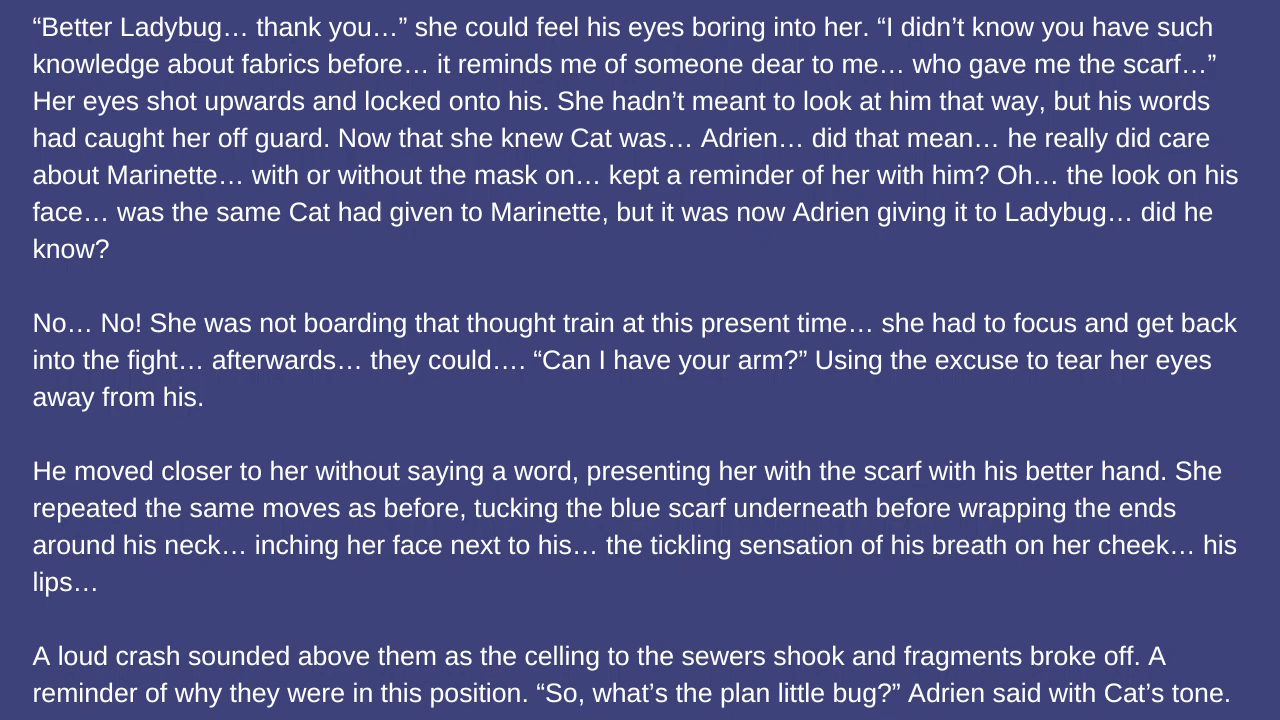 “Better Ladybug… thank you…” she could feel his eyes boring into her. “I didn’t know you have such
knowledge about fabrics before… it reminds me of someone dear to me… who gave me the scarf…”
Her eyes shot upwards and locked onto his. She hadn’t meant to look at him that way, but his words
had caught her off guard. Now that she knew Cat was… Adrien… did that mean… he really did care
about Marinette… with or without the mask on… kept a reminder of her with him? Oh… the look on his
face… was the same Cat had given to Marinette, but it was now Adrien giving it to Ladybug… did he
know?
No… No! She was not boarding that thought train at this present time… she had to focus and get back
into the fight… afterwards… they could…. “Can I have your arm?” Using the excuse to tear her eyes
away from his.
He moved closer to her without saying a word, presenting her with the scarf with his better hand. She
repeated the same moves as before, tucking the blue scarf underneath before wrapping the ends
around his neck… inching her face next to his… the tickling sensation of his breath on her cheek… his
lips…
A loud crash sounded above them as the celling to the sewers shook and fragments broke off. A
reminder of why they were in this position. “So, what’s the plan little bug?” Adrien said with Cat’s tone.